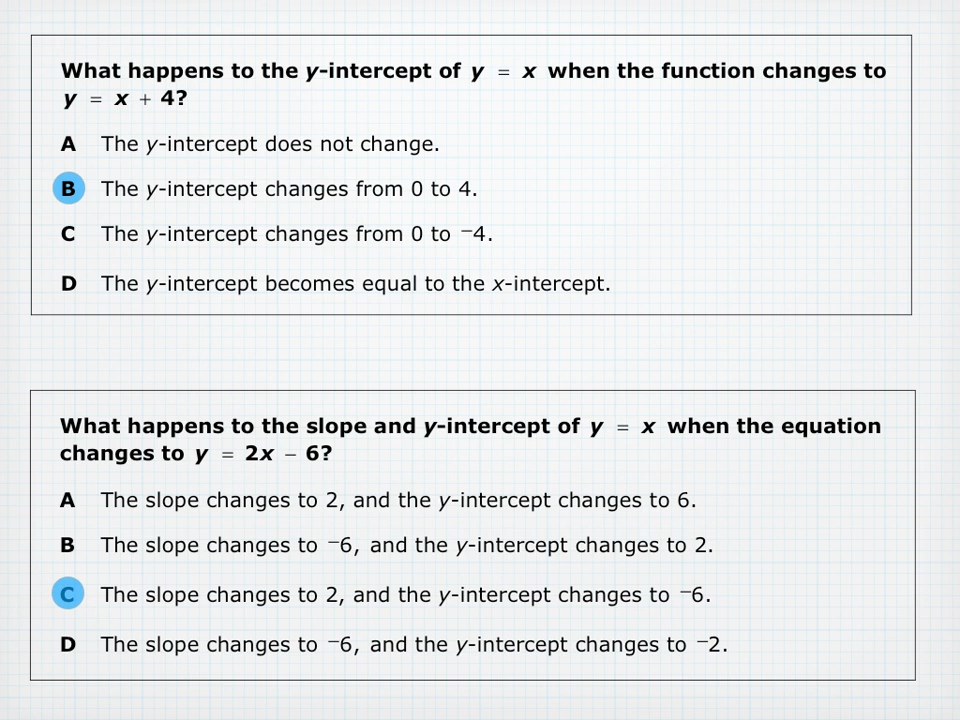 What happens to the y-intercept of y = x when the function changes to
y = x + 4?
A The y-intercept does not change.
B The y-intercept changes from 0 to 4.
C The y-intercept changes from 0 to ⁻4.
D The y-intercept becomes equal to the x-intercept.
What happens to the slope and y-intercept of y = x when the equation
changes to y = 2x − 6?
A The slope changes to 2, and the y-intercept changes to 6.
B The slope changes to ⁻6, and the y-intercept changes to 2.
C The slope changes to 2, and the y-intercept changes to ⁻6.
D The slope changes to ⁻6, and the y-intercept changes to ⁻2.